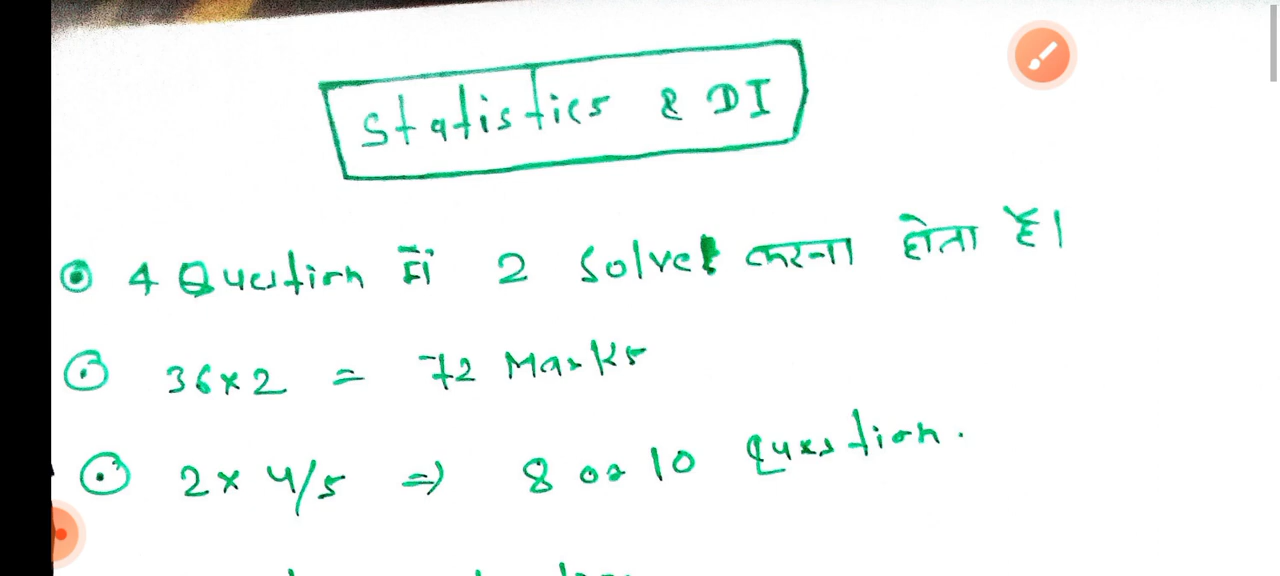 Statistics & DI
4 Question में 2 Solve करना होता है।
36×2 = 72 Marks
2× 4/5 ⇒ 8 or 10 question.